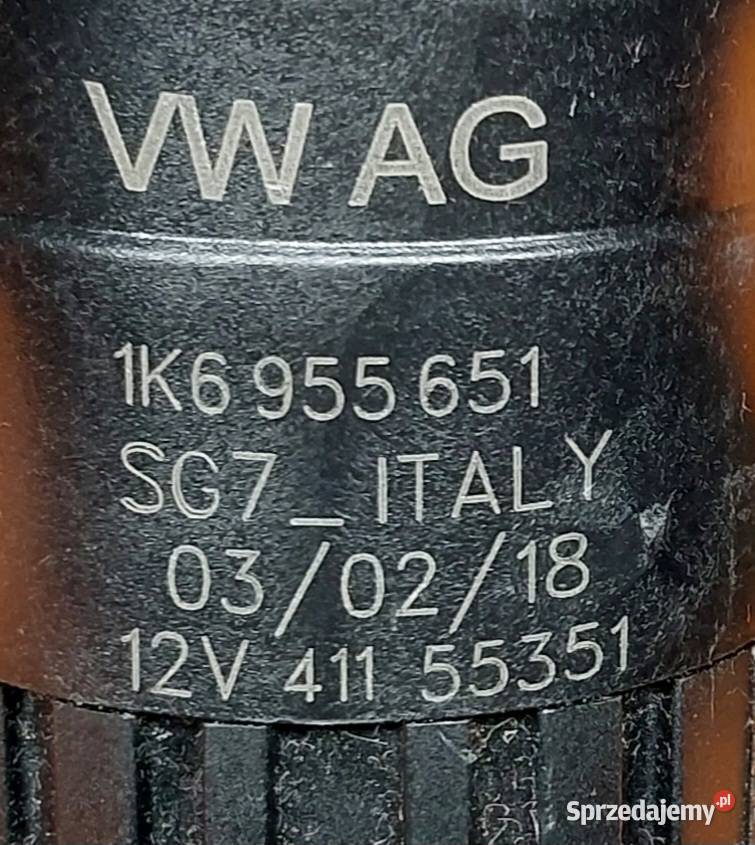 VW AG
1K6 955 651
SG7_ITALY
03/02/18
12V 411 55351
Sprzedajemy.pl